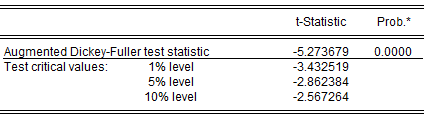 t-Statistic Prob.*
Augmented Dickey-Fuller test statistic -5.273679 0.0000
Test critical values: 1% level -3.432519
5% level -2.862384
10% level -2.567264